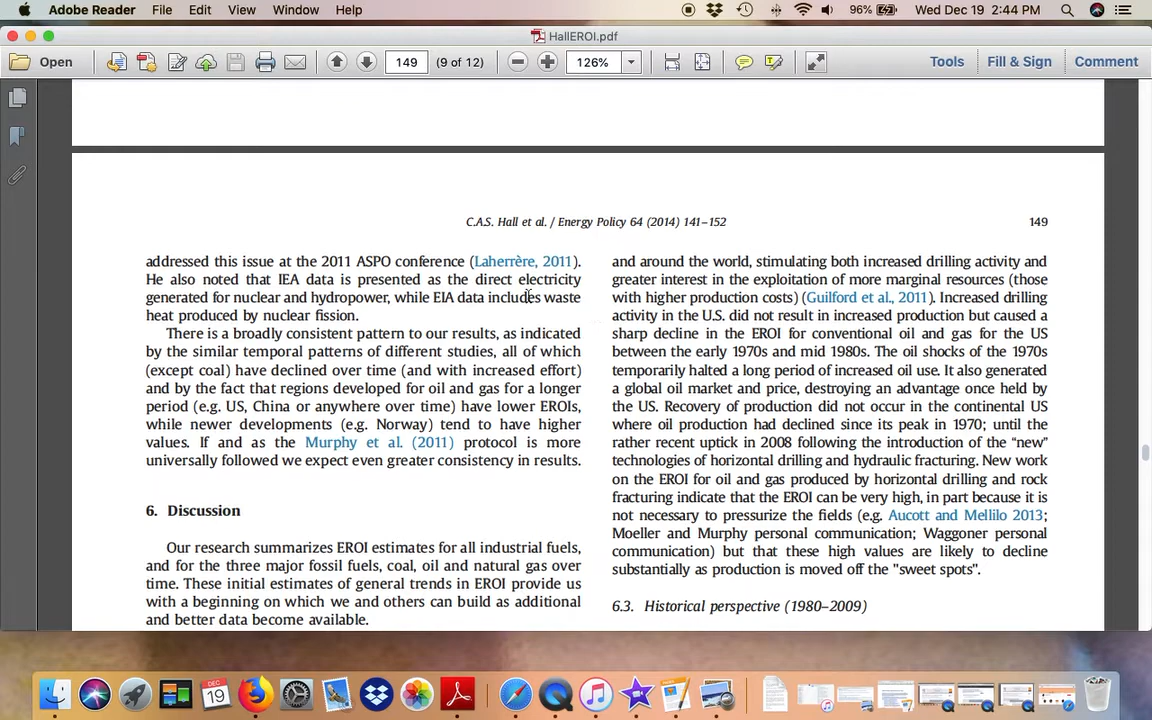 Adobe Reader File Edit View Window Help 96% Wed Dec 19 2:44 PM
HallEROI.pdf
Open 149 (9 of 12) 126% Tools Fill & Sign Comment
C.A.S. Hall et al. / Energy Policy 64 (2014) 141–152 149
addressed this issue at the 2011 ASPO conference (Laherrère, 2011).
He also noted that IEA data is presented as the direct electricity
generated for nuclear and hydropower, while EIA data includes waste
heat produced by nuclear fission.
There is a broadly consistent pattern to our results, as indicated
by the similar temporal patterns of different studies, all of which
(except coal) have declined over time (and with increased effort)
and by the fact that regions developed for oil and gas for a longer
period (e.g. US, China or anywhere over time) have lower EROIs,
while newer developments (e.g. Norway) tend to have higher
values. If and as the Murphy et al. (2011) protocol is more
universally followed we expect even greater consistency in results.
6. Discussion
Our research summarizes EROI estimates for all industrial fuels,
and for the three major fossil fuels, coal, oil and natural gas over
time. These initial estimates of general trends in EROI provide us
with a beginning on which we and others can build as additional
and better data become available.
and around the world, stimulating both increased drilling activity and
greater interest in the exploitation of more marginal resources (those
with higher production costs) (Guilford et al., 2011). Increased drilling
activity in the U.S. did not result in increased production but caused a
sharp decline in the EROI for conventional oil and gas for the US
between the early 1970s and mid 1980s. The oil shocks of the 1970s
temporarily halted a long period of increased oil use. It also generated
a global oil market and price, destroying an advantage once held by
the US. Recovery of production did not occur in the continental US
where oil production had declined since its peak in 1970; until the
rather recent uptick in 2008 following the introduction of the “new”
technologies of horizontal drilling and hydraulic fracturing. New work
on the EROI for oil and gas produced by horizontal drilling and rock
fracturing indicate that the EROI can be very high, in part because it is
not necessary to pressurize the fields (e.g. Aucott and Mellilo 2013;
Moeller and Murphy personal communication; Waggoner personal
communication) but that these high values are likely to decline
substantially as production is moved off the "sweet spots".
6.3. Historical perspective (1980–2009)
DEC
19